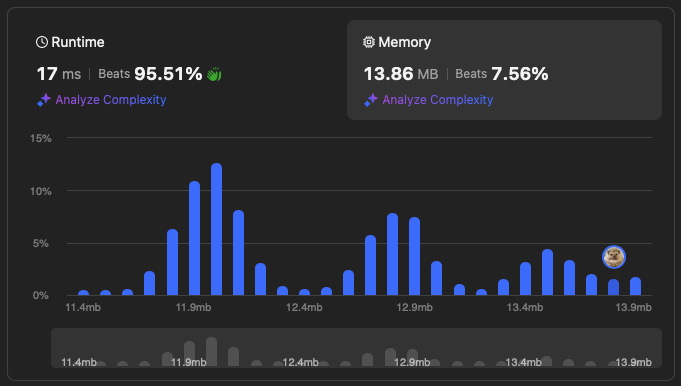 Runtime
17 ms | Beats 95.51%
Analyze Complexity
Memory
13.86 MB | Beats 7.56%
Analyze Complexity
15%
10%
5%
0%
11.4mb 11.9mb 12.4mb 12.9mb 13.4mb 13.9mb
11.4mb 11.9mb 12.4mb 12.9mb 13.4mb 13.9mb